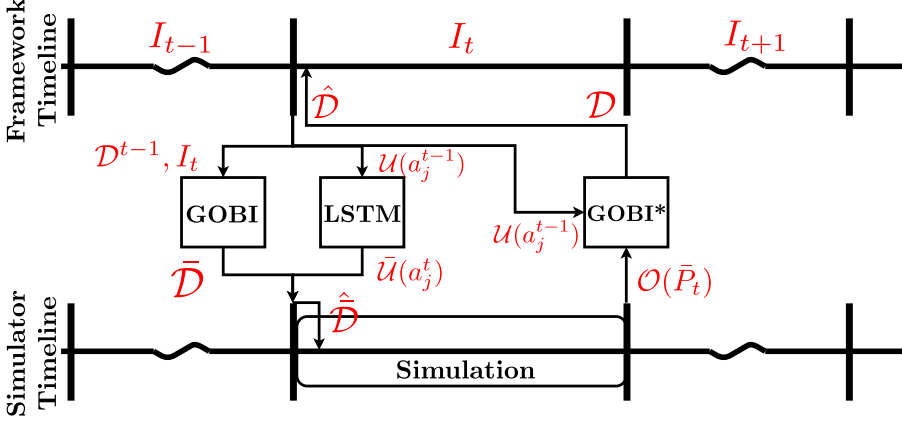 Framework
Timeline
$I_{t-1}$
$I_t$
$I_{t+1}$
$\hat{\mathcal{D}}$
$\mathcal{D}$
$\mathcal{D}^{t-1}, I_t$
$\mathcal{U}(a_j^{t-1})$
GOBI
LSTM
GOBI*
$\mathcal{U}(a_j^{t-1})$
$\bar{\mathcal{D}}$
$\bar{\mathcal{U}}(a_j^t)$
$\mathcal{O}(\bar{P}_t)$
Simulator
Timeline
$\hat{\bar{\mathcal{D}}}$
Simulation